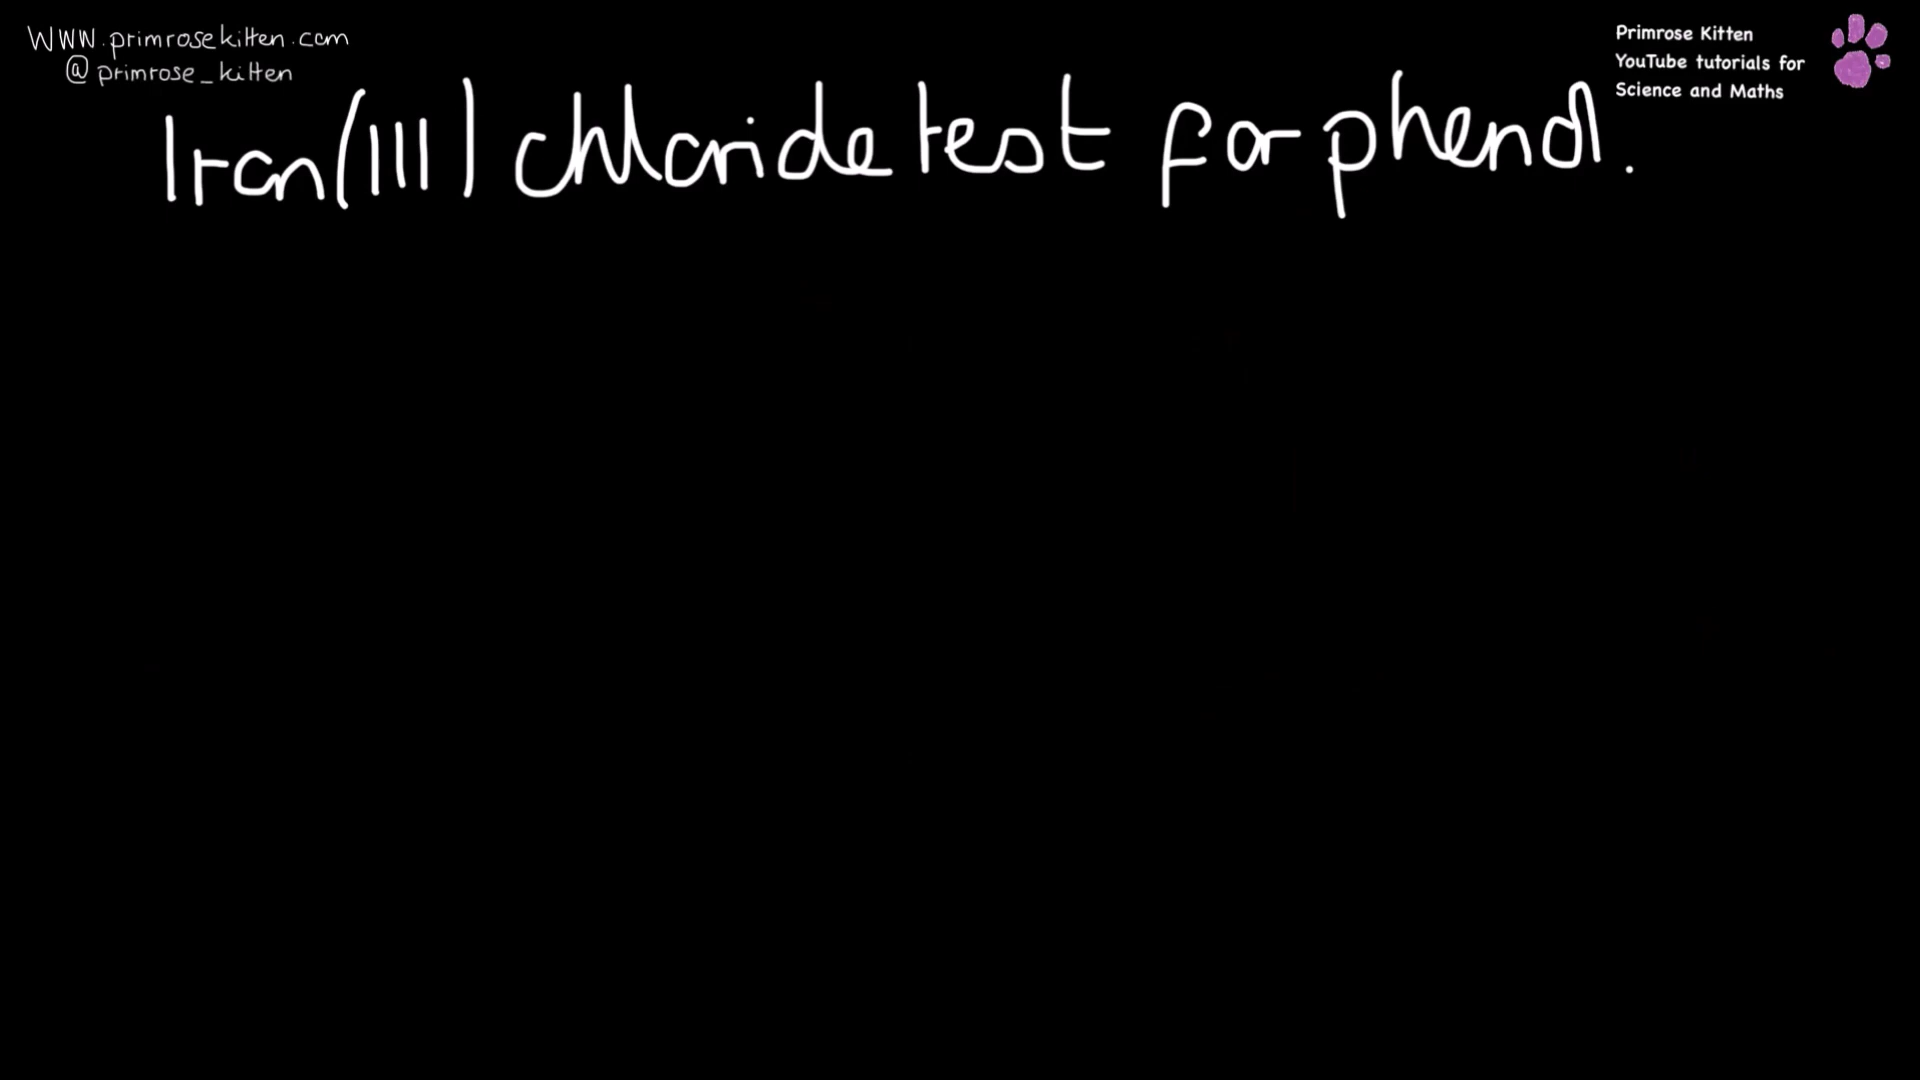 www.primrosekitten.com
@primrose_kitten
Primrose Kitten
YouTube tutorials for
Science and Maths
Iron(III) chloride test for phenol.